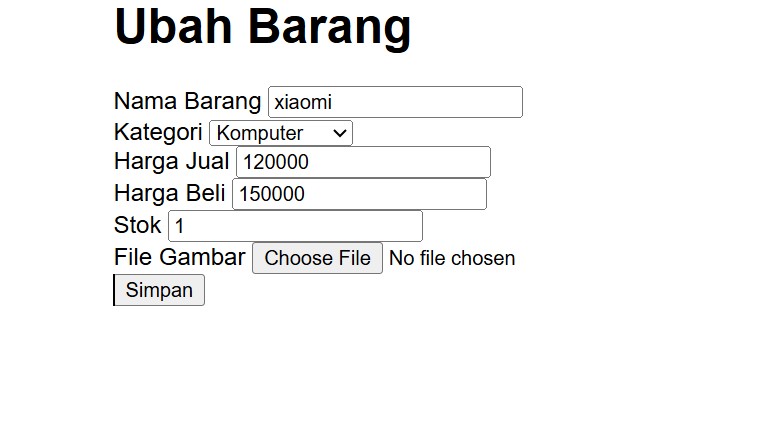 Ubah Barang
Nama Barang xiaomi
Kategori Komputer
Harga Jual 120000
Harga Beli 150000
Stok 1
File Gambar Choose File No file chosen
Simpan